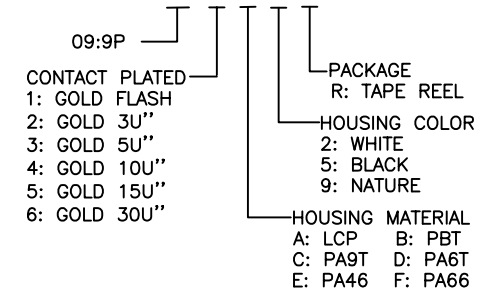 09:9P
CONTACT PLATED
1: GOLD FLASH
2: GOLD 3U''
3: GOLD 5U''
4: GOLD 10U''
5: GOLD 15U''
6: GOLD 30U''
PACKAGE
R: TAPE REEL
HOUSING COLOR
2: WHITE
5: BLACK
9: NATURE
HOUSING MATERIAL
A: LCP B: PBT
C: PA9T D: PA6T
E: PA46 F: PA66